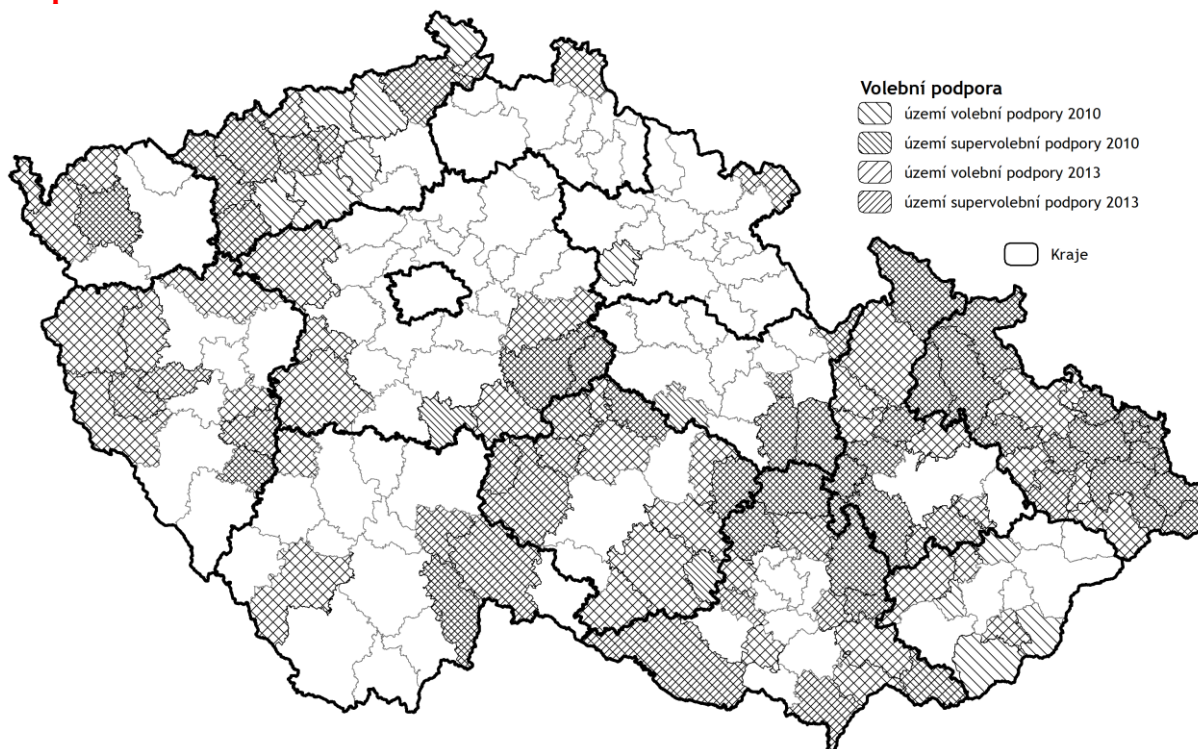 Volební podpora
území volební podpory 2010
území supervolební podpory 2010
území volební podpory 2013
území supervolební podpory 2013
Kraje